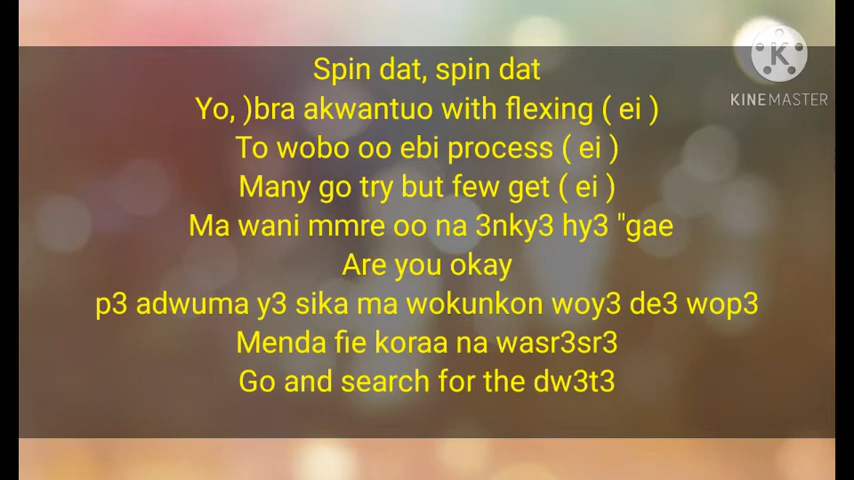 Spin dat, spin dat
Yo, )bra akwantuo with flexing ( ei )
To wobo oo ebi process ( ei )
Many go try but few get ( ei )
Ma wani mmre oo na 3nky3 hy3 "gae
Are you okay
p3 adwuma y3 sika ma wokunkon woy3 de3 wop3
Menda fie koraa na wasr3sr3
Go and search for the dw3t3
K
KINEMASTER